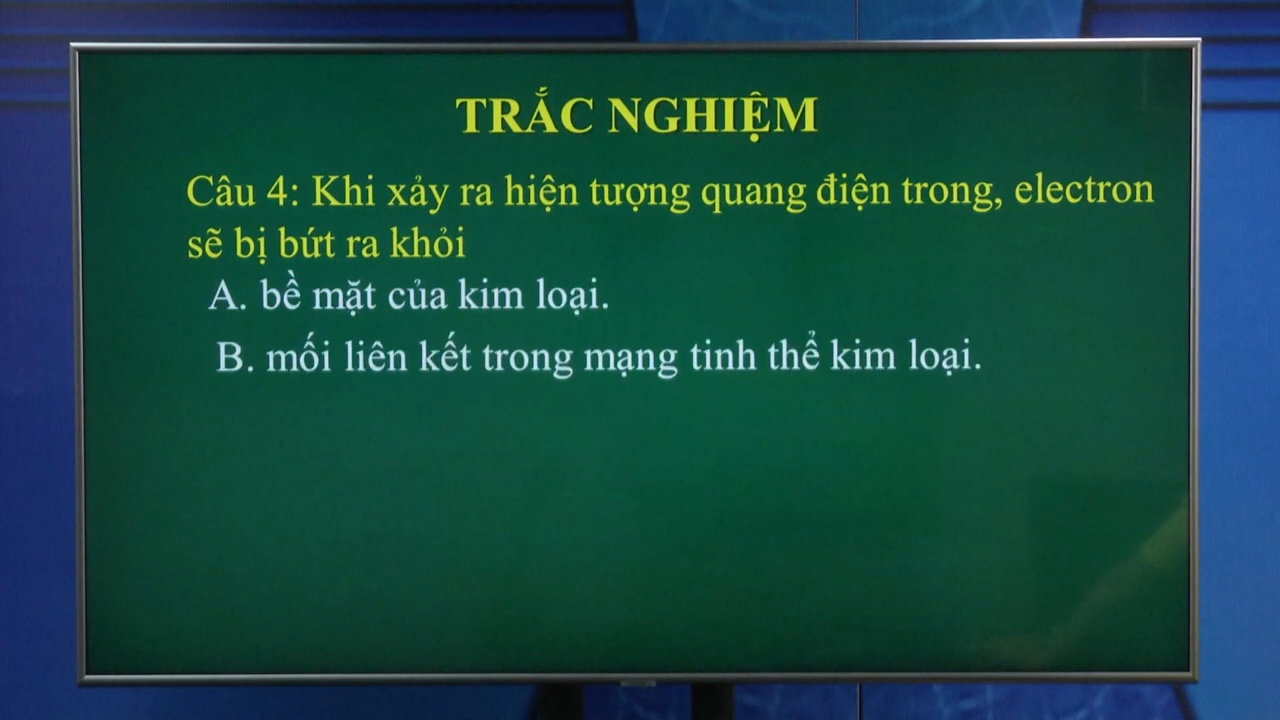 TRẮC NGHIỆM
Câu 4: Khi xảy ra hiện tượng quang điện trong, electron
sẽ bị bứt ra khỏi
A. bề mặt của kim loại.
B. mối liên kết trong mạng tinh thể kim loại.